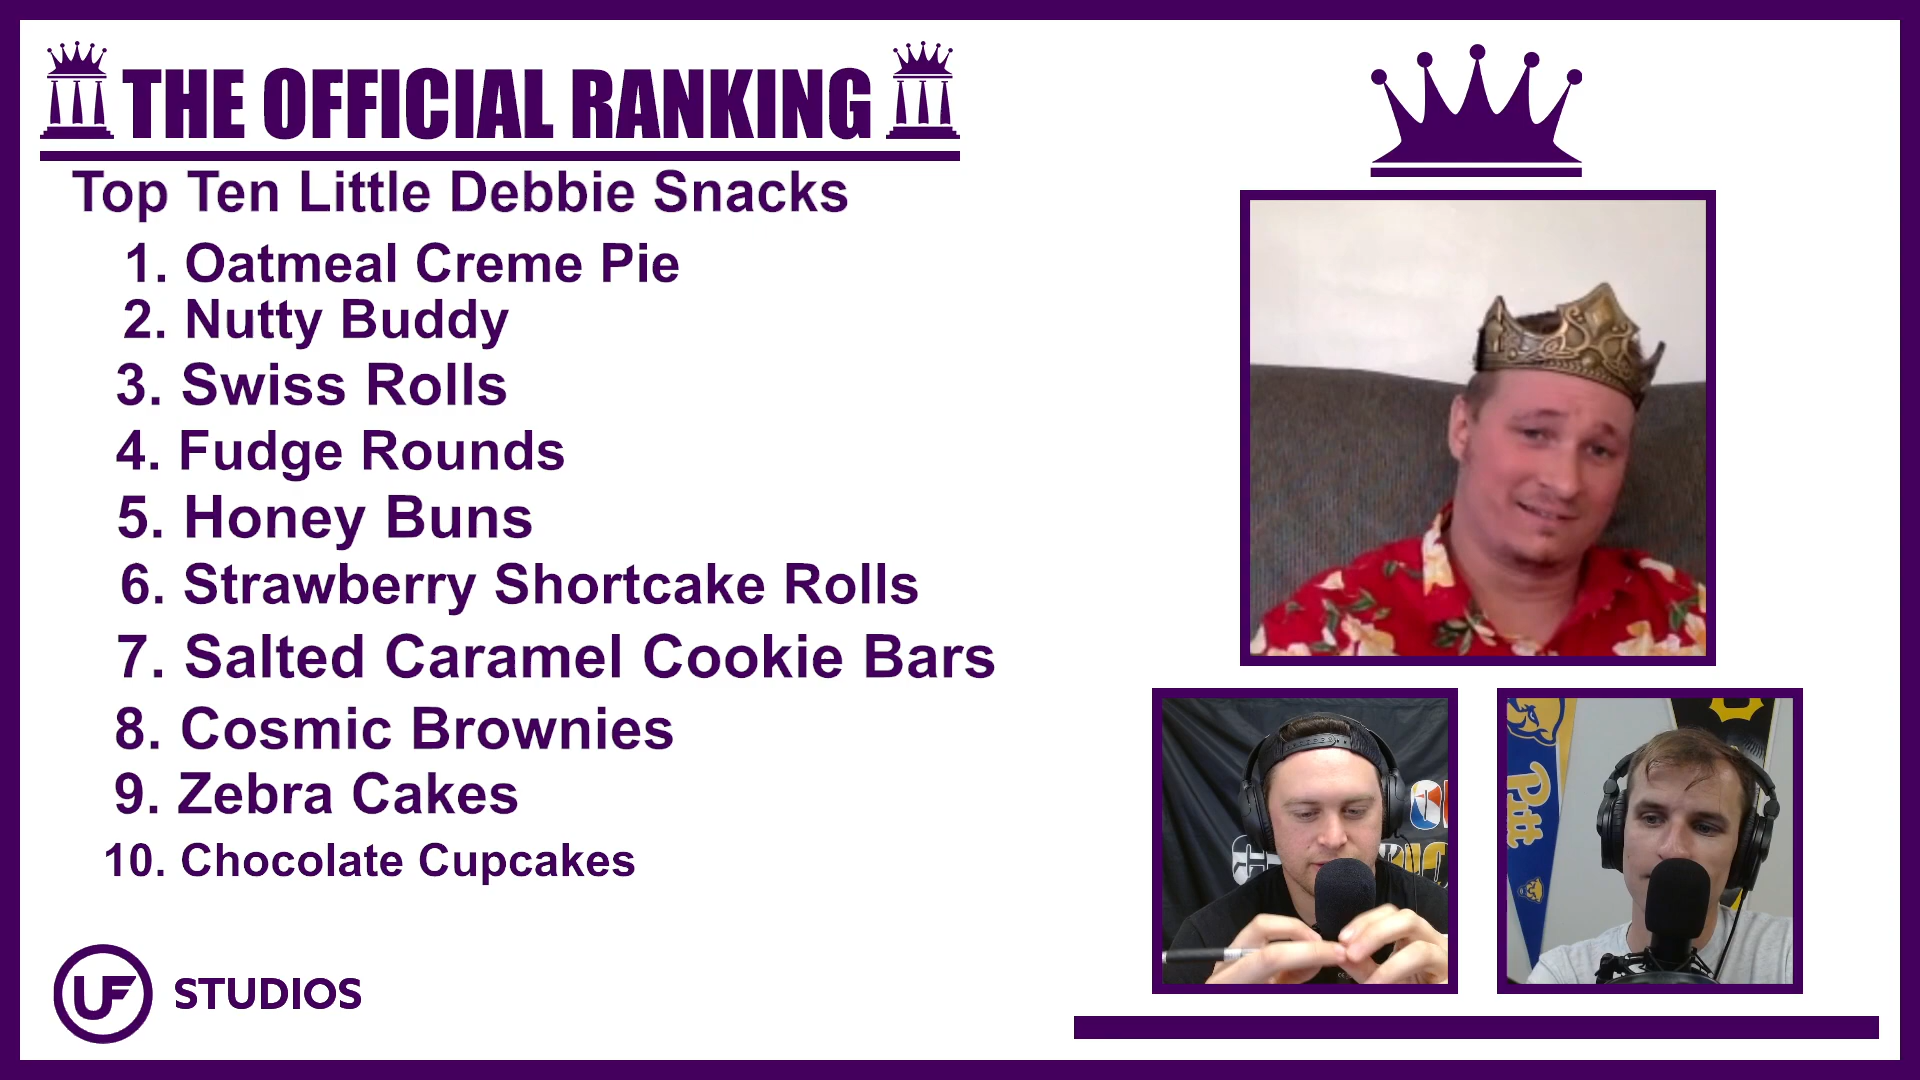 THE OFFICIAL RANKING
Top Ten Little Debbie Snacks
1. Oatmeal Creme Pie
2. Nutty Buddy
3. Swiss Rolls
4. Fudge Rounds
5. Honey Buns
6. Strawberry Shortcake Rolls
7. Salted Caramel Cookie Bars
8. Cosmic Brownies
9. Zebra Cakes
10. Chocolate Cupcakes
UF STUDIOS
Pitt